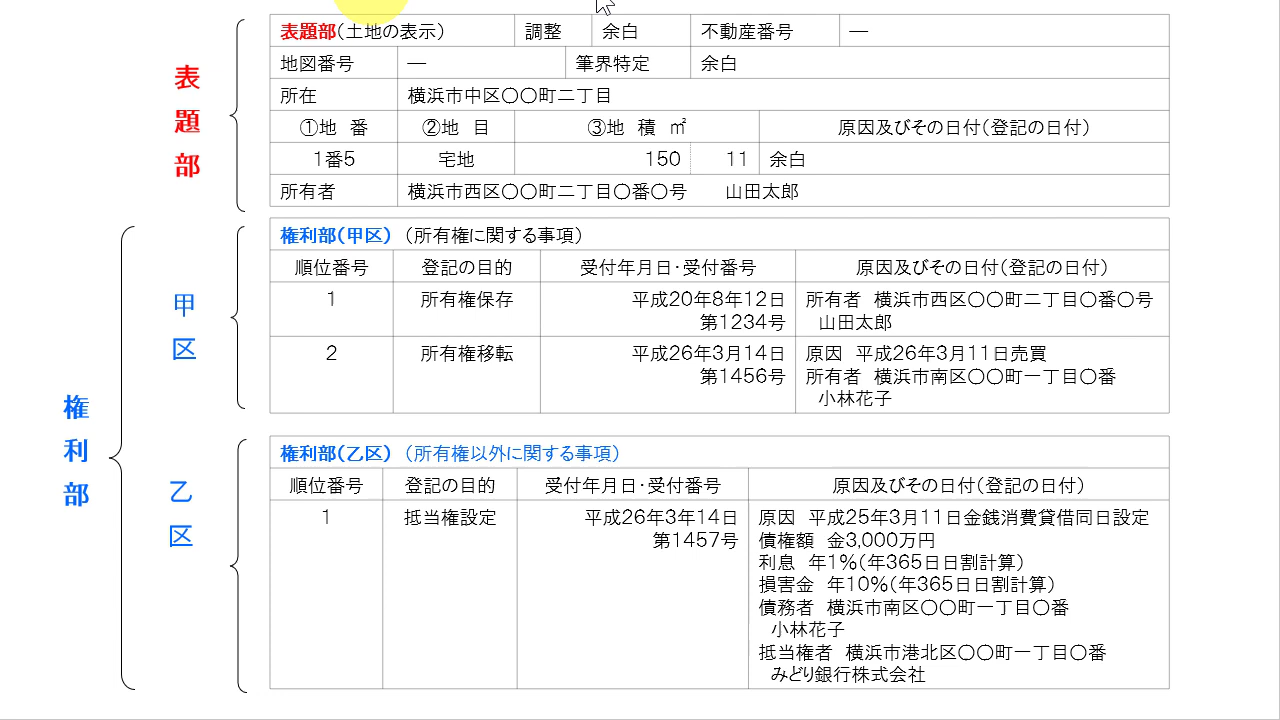 表題部
表題部(土地の表示) 調整 余白 不動産番号 ―
地図番号 ― 筆界特定 余白
所在 横浜市中区〇〇町二丁目
①地 番 ②地 目 ③地 積 ㎡ 原因及びその日付(登記の日付)
1番5 宅地 150 11 余白
所有者 横浜市西区〇〇町二丁目〇番〇号 山田太郎
権利部
甲区
権利部(甲区) (所有権に関する事項)
順位番号 登記の目的 受付年月日・受付番号 原因及びその日付(登記の日付)
1 所有権保存 平成20年8年12日 所有者 横浜市西区〇〇町二丁目〇番〇号
第1234号 山田太郎
2 所有権移転 平成26年3月14日 原因 平成26年3月11日売買
第1456号 所有者 横浜市南区〇〇町一丁目〇番
小林花子
乙区
権利部(乙区) (所有権以外に関する事項)
順位番号 登記の目的 受付年月日・受付番号 原因及びその日付(登記の日付)
1 抵当権設定 平成26年3年14日 原因 平成25年3月11日金銭消費貸借同日設定
第1457号 債権額 金3,000万円
利息 年1%(年365日日割計算)
損害金 年10%(年365日日割計算)
債務者 横浜市南区〇〇町一丁目〇番
小林花子
抵当権者 横浜市港北区〇〇町一丁目〇番
みどり銀行株式会社